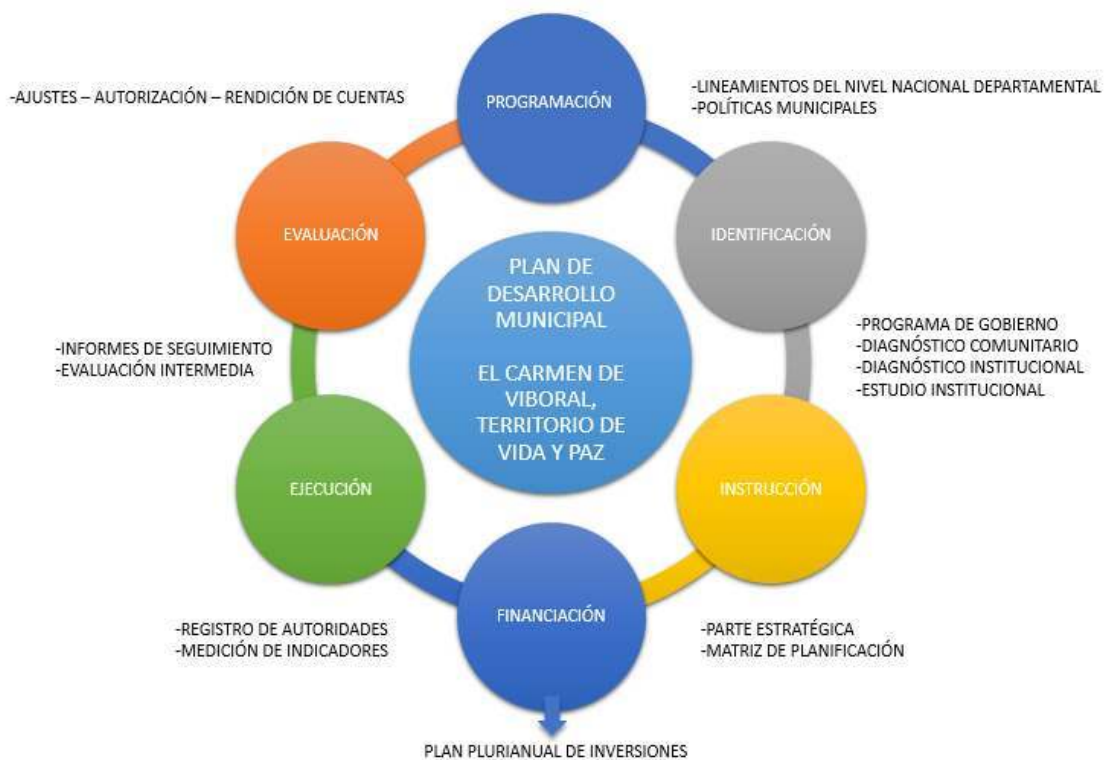 PROGRAMACIÓN
-AJUSTES – AUTORIZACIÓN – RENDICIÓN DE CUENTAS
-LINEAMIENTOS DEL NIVEL NACIONAL DEPARTAMENTAL
-POLÍTICAS MUNICIPALES
EVALUACIÓN
IDENTIFICACIÓN
PLAN DE
DESARROLLO
MUNICIPAL
EL CARMEN DE
VIBORAL,
TERRITORIO DE
VIDA Y PAZ
-INFORMES DE SEGUIMIENTO
-EVALUACIÓN INTERMEDIA
-PROGRAMA DE GOBIERNO
-DIAGNÓSTICO COMUNITARIO
-DIAGNÓSTICO INSTITUCIONAL
-ESTUDIO INSTITUCIONAL
EJECUCIÓN
INSTRUCCIÓN
FINANCIACIÓN
-REGISTRO DE AUTORIDADES
-MEDICIÓN DE INDICADORES
-PARTE ESTRATÉGICA
-MATRIZ DE PLANIFICACIÓN
PLAN PLURIANUAL DE INVERSIONES